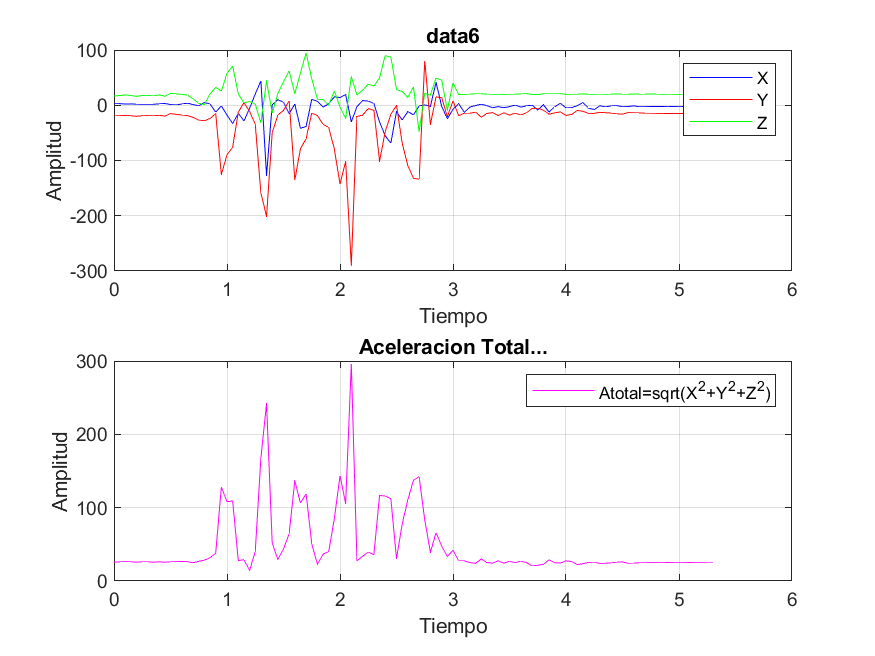 data6
100
0
-100
-200
-300
Amplitud
X
Y
Z
0 1 2 3 4 5 6
Tiempo
Aceleracion Total...
300
200
100
0
Amplitud
Atotal=sqrt(X²+Y²+Z²)
0 1 2 3 4 5 6
Tiempo